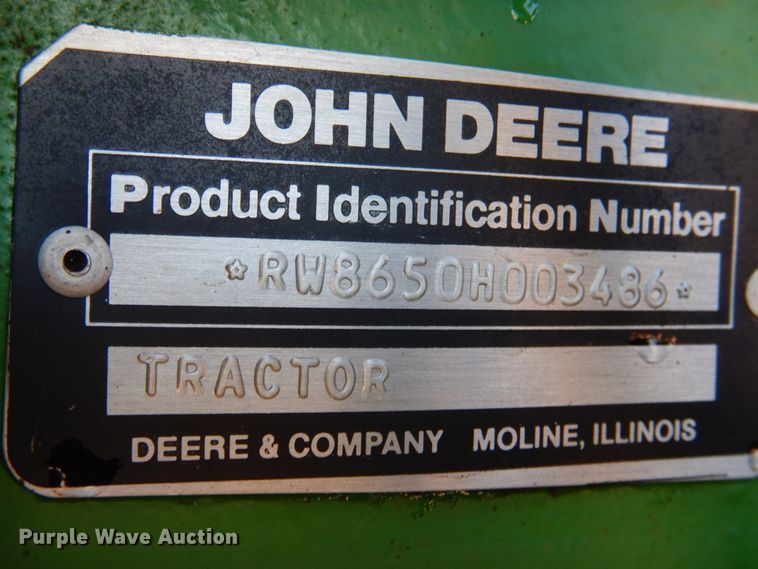 JOHN DEERE
Product Identification Number
*RW8650H003486*
TRACTOR
DEERE & COMPANY MOLINE, ILLINOIS
Purple Wave Auction